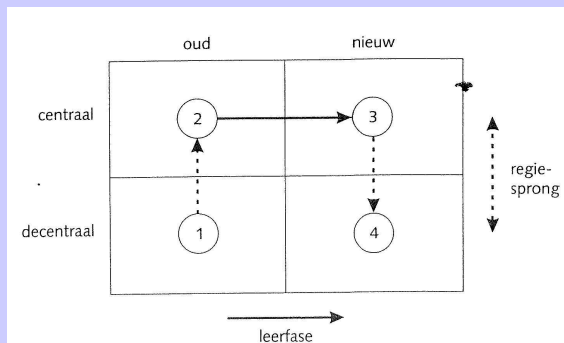 oud nieuw
centraal 2 3
regie-
sprong
decentraal 1 4
leerfase